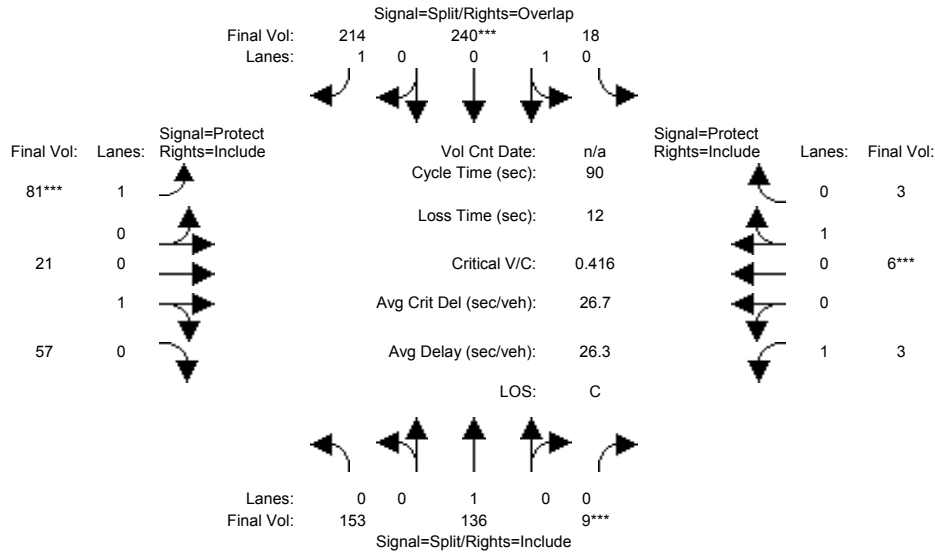 Signal=Split/Rights=Overlap
Final Vol: 214 240*** 18
Lanes: 1 0 0 1 0
Signal=Protect
Final Vol: Lanes: Rights=Include
Vol Cnt Date: n/a
Signal=Protect
Rights=Include Lanes: Final Vol:
Cycle Time (sec): 90
81*** 1
0 3
Loss Time (sec): 12
0
1
21 0
Critical V/C: 0.416
0 6***
1
Avg Crit Del (sec/veh): 26.7
0
57 0
Avg Delay (sec/veh): 26.3
1 3
LOS: C
Lanes: 0 0 1 0 0
Final Vol: 153 136 9***
Signal=Split/Rights=Include